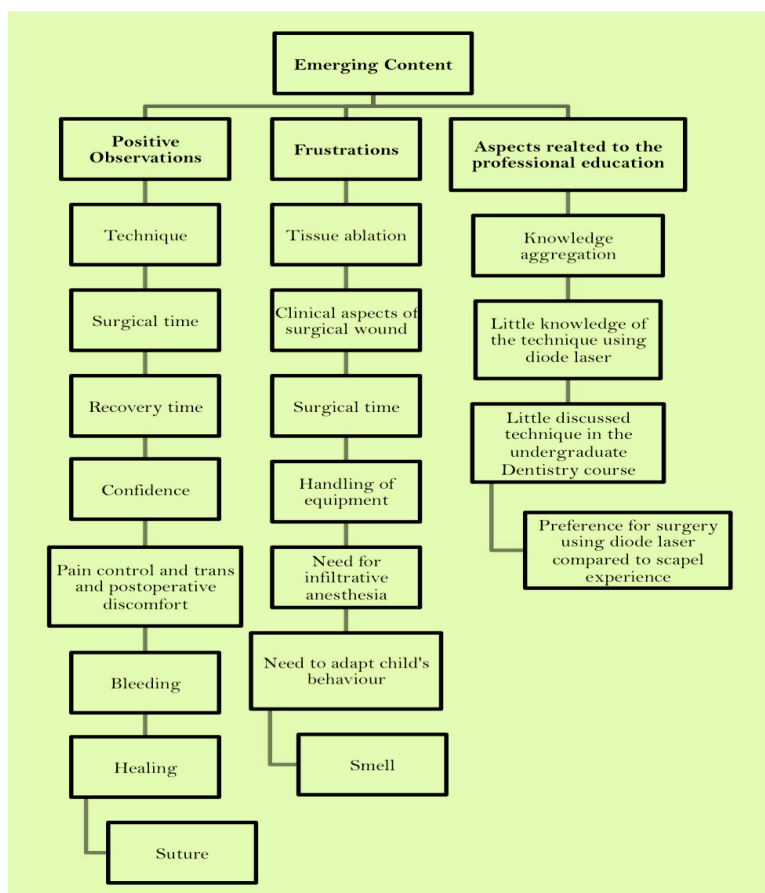 Emerging Content
Positive
Observations
Technique
Surgical time
Recovery time
Confidence
Pain control and trans
and postoperative
discomfort
Bleeding
Healing
Suture
Frustrations
Tissue ablation
Clinical aspects of
surgical wound
Surgical time
Handling of
equipment
Need for
infiltrative
anesthesia
Need to adapt child's
behaviour
Smell
Aspects realted to the
professional education
Knowledge
aggregation
Little knowledge of
the technique using
diode laser
Little discussed
technique in the
undergraduate
Dentistry course
Preference for surgery
using diode laser
compared to scapel
experience